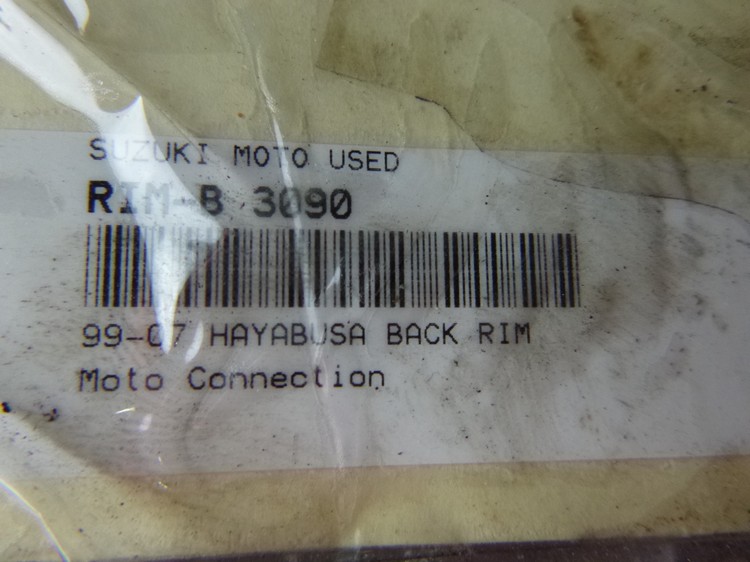 SUZUKI MOTO USED
RIM-B 3090
99-07 HAYABUSA BACK RIM
Moto Connection